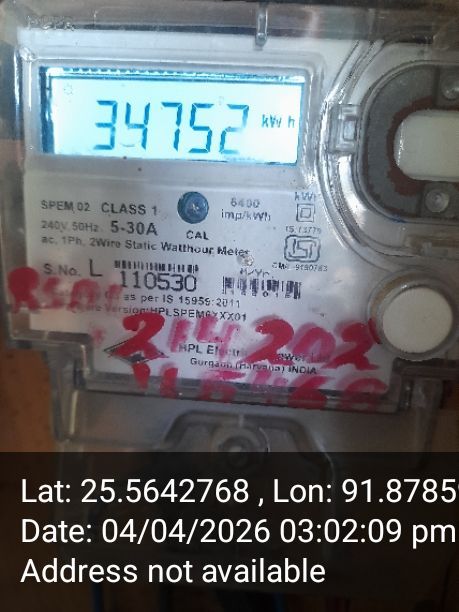 34752 kWh
SPEM 02 CLASS 1
6400 imp/kWh
240V, 50Hz. 5-30A
CAL
ac. 1Ph, 2Wire Static Watthour Meter
IS 13779
S.No. L 110530
as per IS 15959:2011
214202
Gurgaon (Haryana) INDIA
Lat: 25.5642768 , Lon: 91.8785
Date: 04/04/2026 03:02:09 pm
Address not available